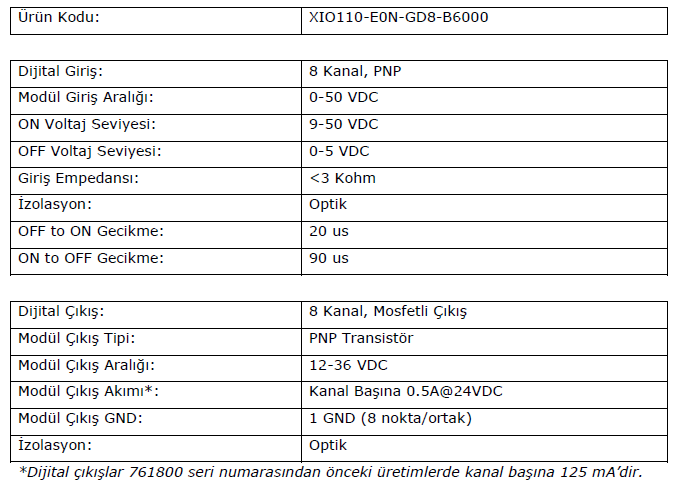 Ürün Kodu: XIO110-E0N-GD8-B6000
Dijital Giriş: 8 Kanal, PNP
Modül Giriş Aralığı: 0-50 VDC
ON Voltaj Seviyesi: 9-50 VDC
OFF Voltaj Seviyesi: 0-5 VDC
Giriş Empedansı: <3 Kohm
İzolasyon: Optik
OFF to ON Gecikme: 20 us
ON to OFF Gecikme: 90 us
Dijital Çıkış: 8 Kanal, Mosfetli Çıkış
Modül Çıkış Tipi: PNP Transistör
Modül Çıkış Aralığı: 12-36 VDC
Modül Çıkış Akımı*: Kanal Başına 0.5A@24VDC
Modül Çıkış GND: 1 GND (8 nokta/ortak)
İzolasyon: Optik
*Dijital çıkışlar 761800 seri numarasından önceki üretimlerde kanal başına 125 mA’dir.